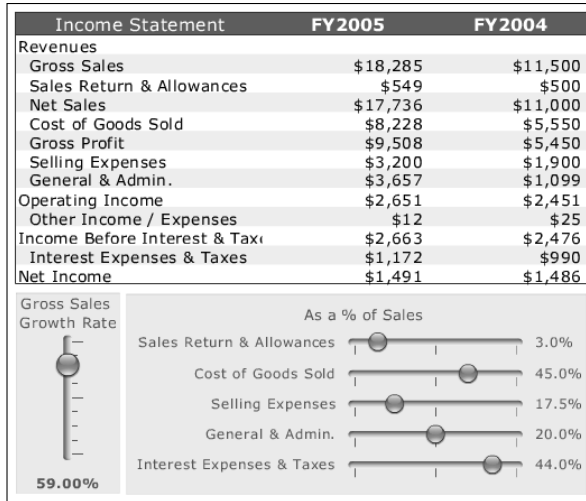 Income Statement FY2005 FY2004
Revenues
Gross Sales $18,285 $11,500
Sales Return & Allowances $549 $500
Net Sales $17,736 $11,000
Cost of Goods Sold $8,228 $5,550
Gross Profit $9,508 $5,450
Selling Expenses $3,200 $1,900
General & Admin. $3,657 $1,099
Operating Income $2,651 $2,451
Other Income / Expenses $12 $25
Income Before Interest & Taxe $2,663 $2,476
Interest Expenses & Taxes $1,172 $990
Net Income $1,491 $1,486
Gross Sales
Growth Rate
59.00%
As a % of Sales
Sales Return & Allowances 3.0%
Cost of Goods Sold 45.0%
Selling Expenses 17.5%
General & Admin. 20.0%
Interest Expenses & Taxes 44.0%